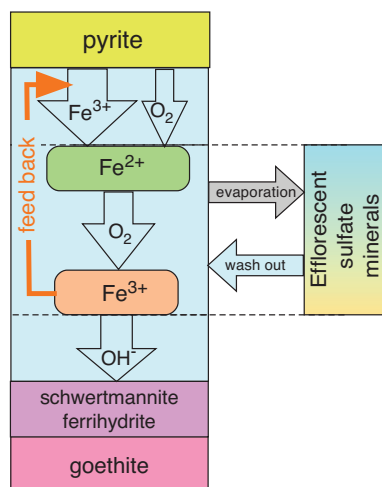 pyrite
Fe³⁺
O₂
feed back
Fe²⁺
evaporation
Efflorescent
sulfate
minerals
O₂
wash out
Fe³⁺
OH⁻
schwertmannite
ferrihydrite
goethite